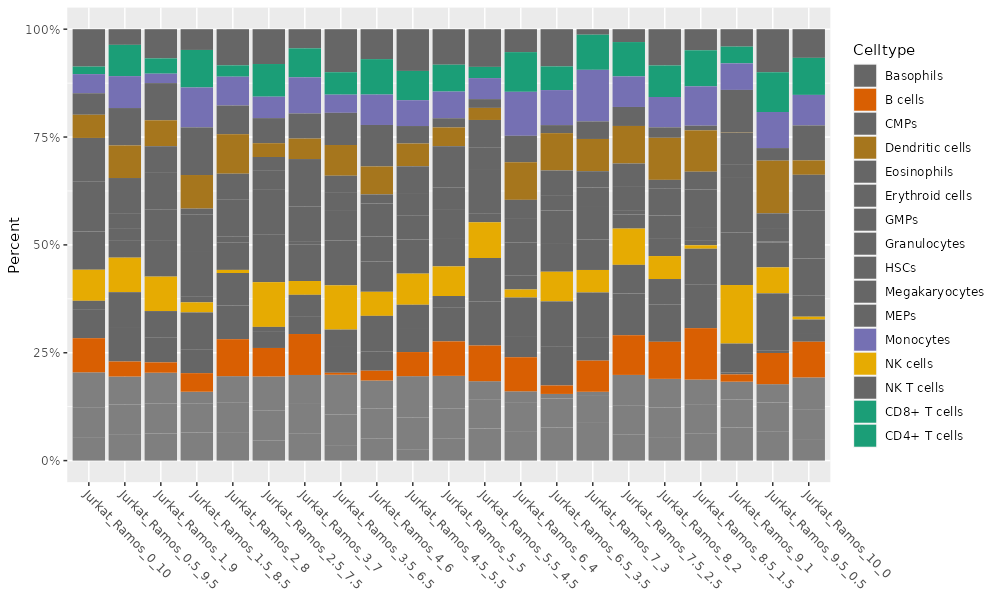 100%
75%
50%
25%
0%
Percent
Celltype
Basophils
B cells
CMPs
Dendritic cells
Eosinophils
Erythroid cells
GMPs
Granulocytes
HSCs
Megakaryocytes
MEPs
Monocytes
NK cells
NK T cells
CD8+ T cells
CD4+ T cells
Jurkat_Ramos_0_10
Jurkat_Ramos_0.5_9.5
Jurkat_Ramos_1_9
Jurkat_Ramos_1.5_8.5
Jurkat_Ramos_2_8
Jurkat_Ramos_2.5_7.5
Jurkat_Ramos_3_7
Jurkat_Ramos_3.5_6.5
Jurkat_Ramos_4_6
Jurkat_Ramos_4.5_5.5
Jurkat_Ramos_5_5
Jurkat_Ramos_5.5_4.5
Jurkat_Ramos_6_4
Jurkat_Ramos_6.5_3.5
Jurkat_Ramos_7_3
Jurkat_Ramos_7.5_2.5
Jurkat_Ramos_8_2
Jurkat_Ramos_8.5_1.5
Jurkat_Ramos_9_1
Jurkat_Ramos_9.5_0.5
Jurkat_Ramos_10_0